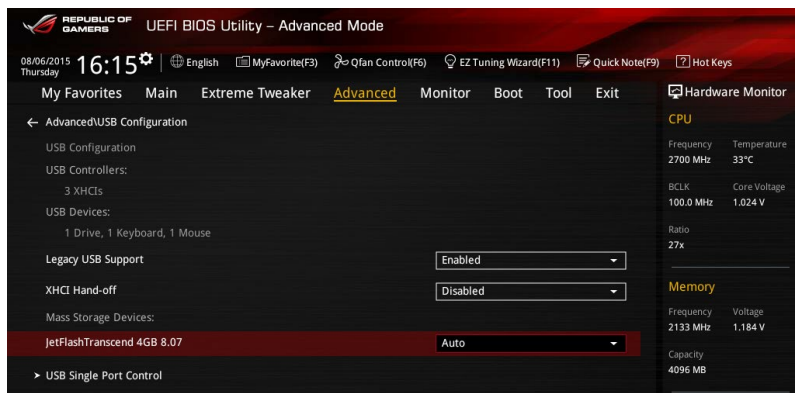 REPUBLIC OF
GAMERS
UEFI BIOS Utility – Advanced Mode
08/06/2015
Thursday
16:15
English
MyFavorite(F3)
Qfan Control(F6)
EZ Tuning Wizard(F11)
Quick Note(F9)
? Hot Keys
My Favorites
Main
Extreme Tweaker
Advanced
Monitor
Boot
Tool
Exit
Hardware Monitor
← Advanced\USB Configuration
USB Configuration
USB Controllers:
3 XHCIs
USB Devices:
1 Drive, 1 Keyboard, 1 Mouse
Legacy USB Support Enabled
XHCI Hand-off Disabled
Mass Storage Devices:
JetFlashTranscend 4GB 8.07 Auto
> USB Single Port Control
CPU
Frequency Temperature
2700 MHz 33°C
BCLK Core Voltage
100.0 MHz 1.024 V
Ratio
27x
Memory
Frequency Voltage
2133 MHz 1.184 V
Capacity
4096 MB